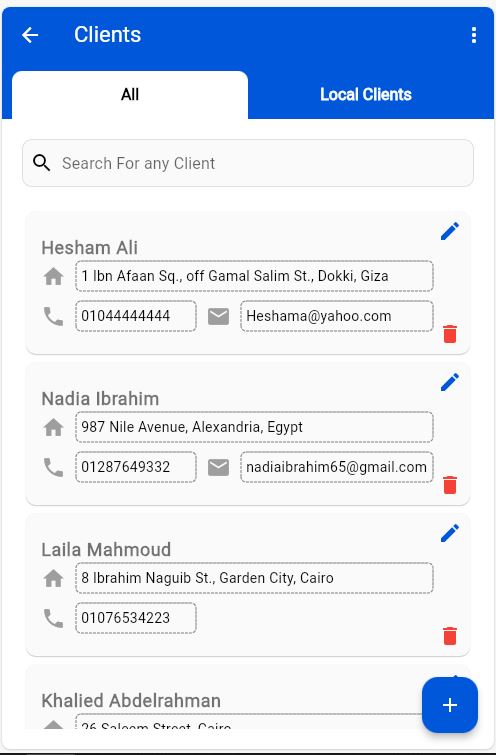 Clients
All Local Clients
Search For any Client
Hesham Ali
1 Ibn Afaan Sq., off Gamal Salim St., Dokki, Giza
01044444444 Heshama@yahoo.com
Nadia Ibrahim
987 Nile Avenue, Alexandria, Egypt
01287649332 nadiaibrahim65@gmail.com
Laila Mahmoud
8 Ibrahim Naguib St., Garden City, Cairo
01076534223
Khalied Abdelrahman
26 Saleem Street, Cairo